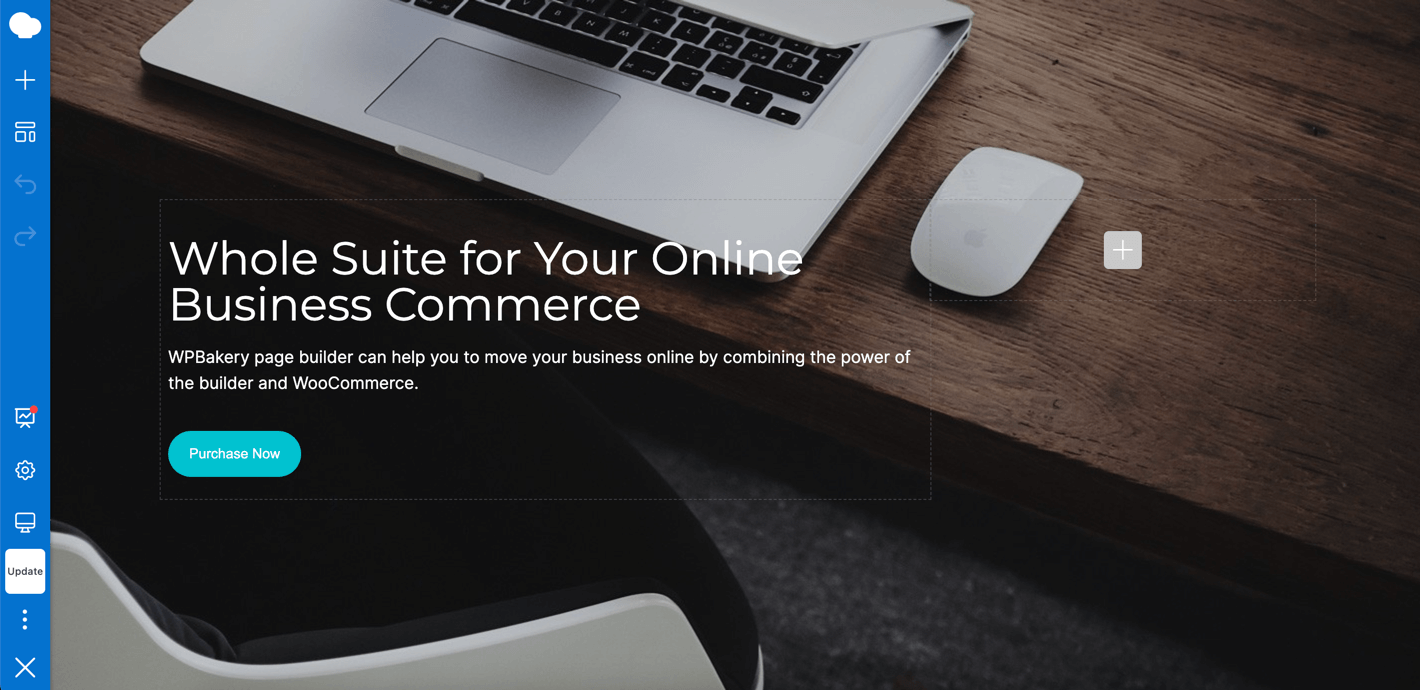 Whole Suite for Your Online
Business Commerce
WPBakery page builder can help you to move your business online by combining the power of
the builder and WooCommerce.
Purchase Now
Update